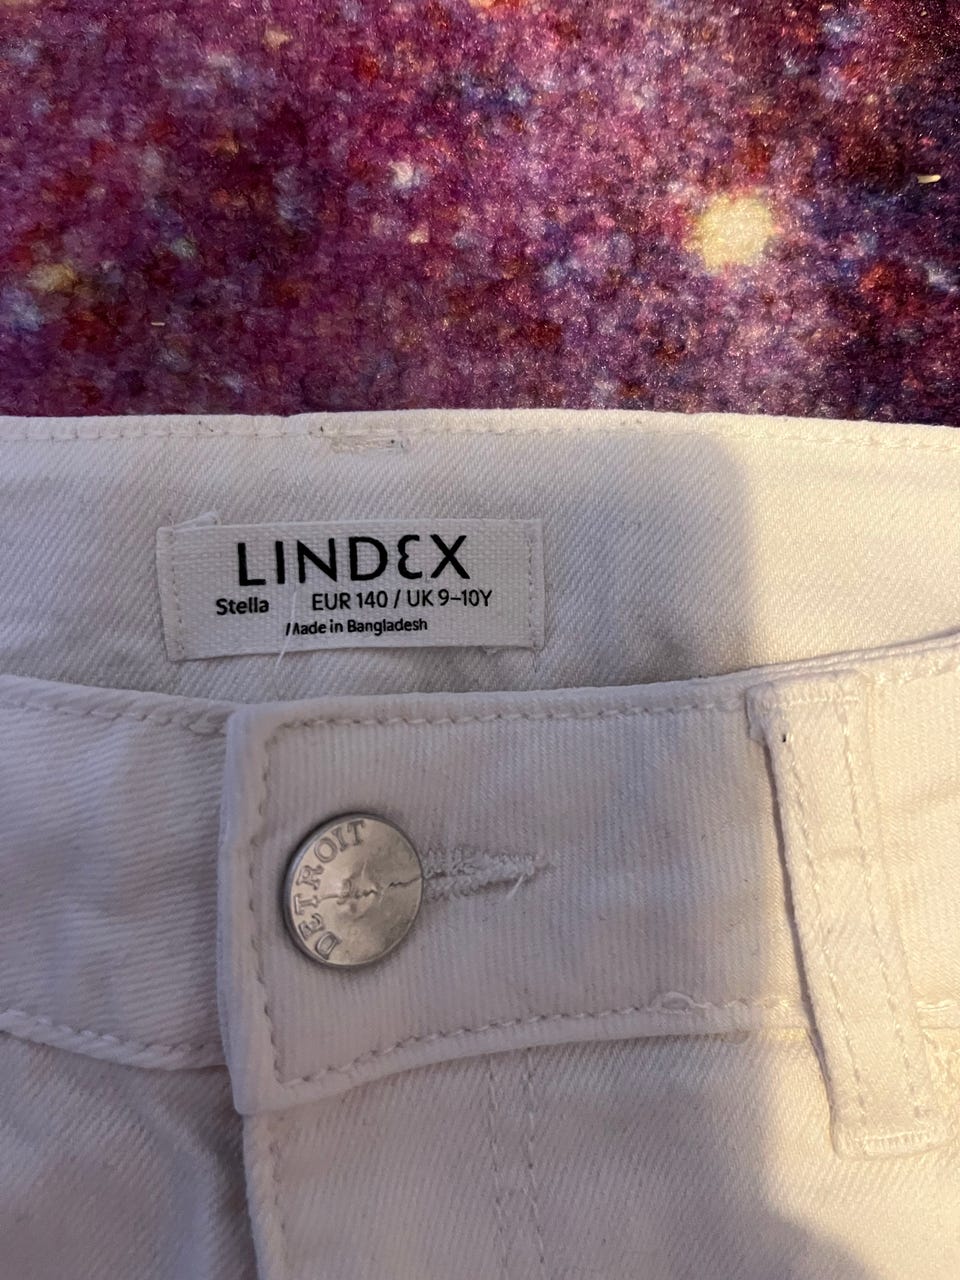 LINDEX
Stella EUR 140 / UK 9–10Y
Made in Bangladesh
DETROIT